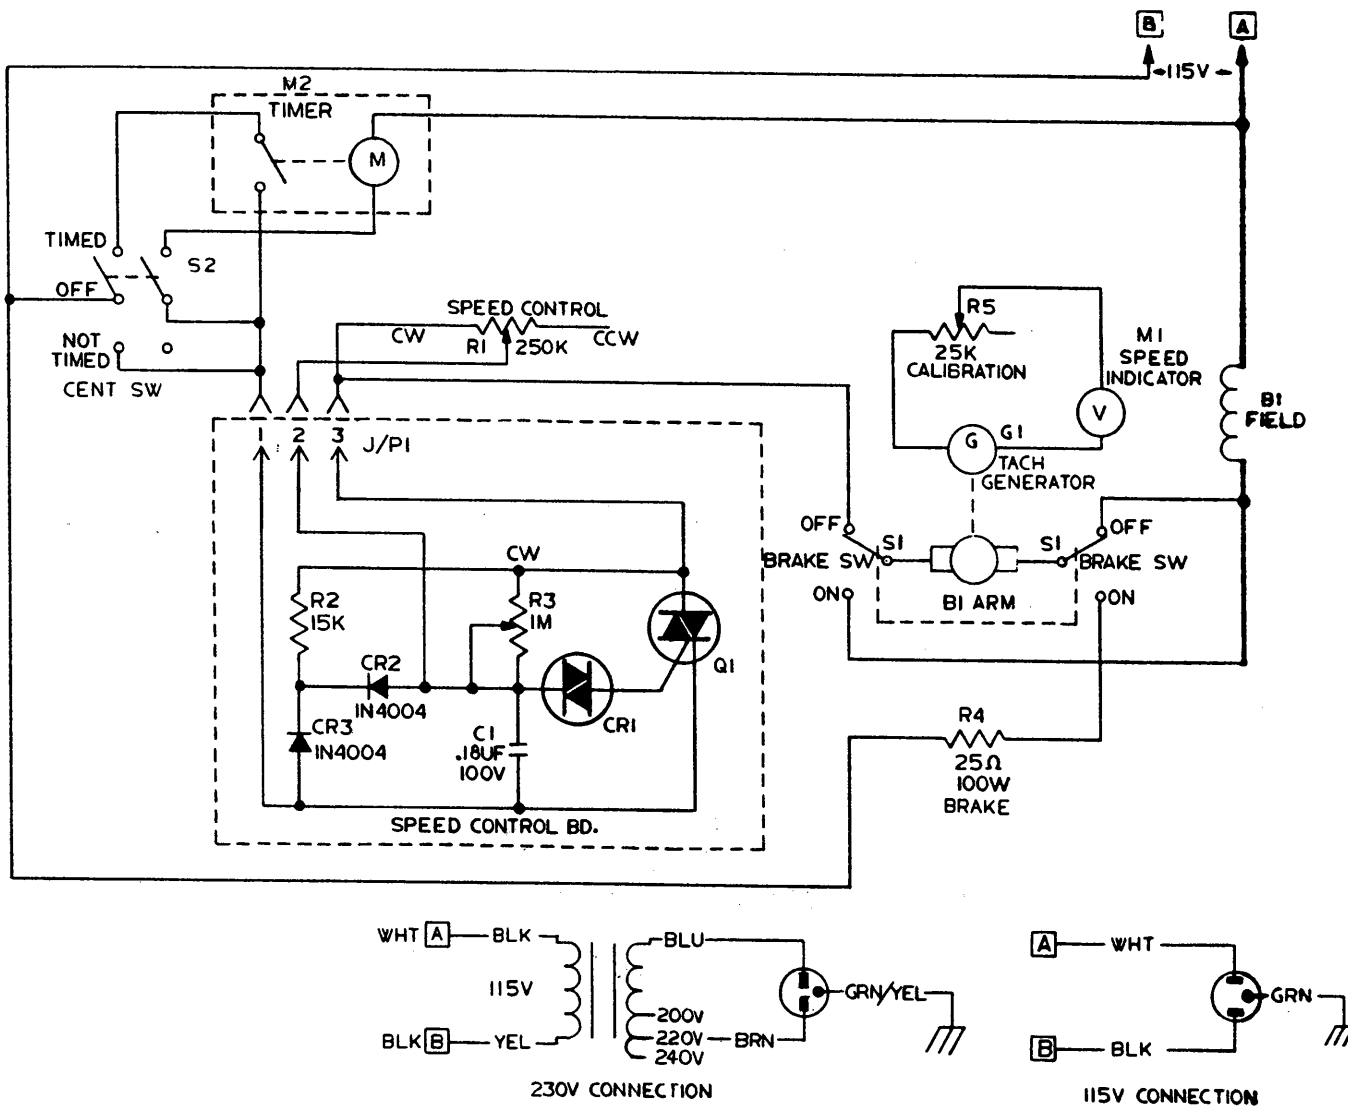 B
A
115V
M2
TIMER
M
TIMED
S2
OFF
NOT
TIMED
CENT SW
SPEED CONTROL
CW
R1
250K
CCW
R5
25K
CALIBRATION
M1
SPEED
INDICATOR
V
B1
FIELD
G
G1
TACH
GENERATOR
1
2
3
J/P1
OFF
S1
BRAKE SW
ON
B1 ARM
S1
OFF
BRAKE SW
ON
CW
R2
15K
R3
1M
Q1
CR2
1N4004
CR3
1N4004
C1
.18UF
100V
CR1
R4
25Ω
100W
BRAKE
SPEED CONTROL BD.
WHT A BLK
115V
BLK B YEL
BLU
200V
220V BRN
240V
GRN/YEL
230V CONNECTION
A WHT
GRN
B BLK
115V CONNECTION